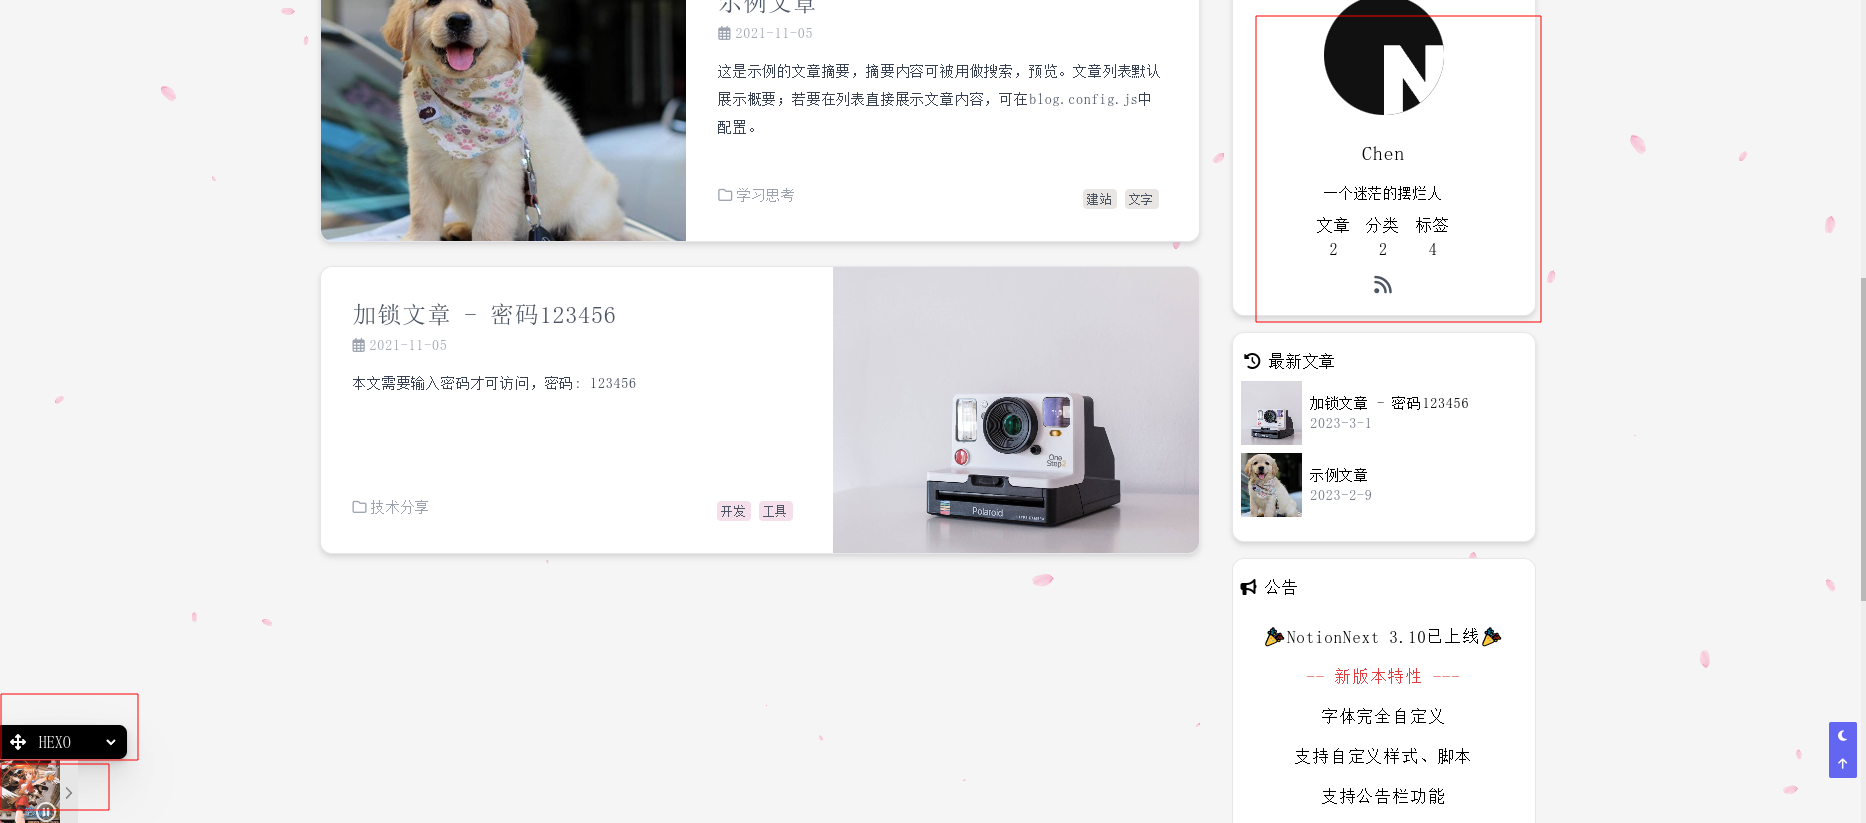 示例文章
2021-11-05
这是示例的文章摘要，摘要内容可被用做搜索，预览。文章列表默认
展示概要；若要在列表直接展示文章内容，可在blog.config.js中
配置。
学习思考
建站 文字
加锁文章 - 密码123456
2021-11-05
本文需要输入密码才可访问，密码: 123456
技术分享
开发 工具
One
Step2
Polaroid
N
Chen
一个迷茫的摆烂人
文章 分类 标签
2 2 4
最新文章
加锁文章 - 密码123456
2023-3-1
示例文章
2023-2-9
公告
🎉NotionNext 3.10已上线🎉
-- 新版本特性 ---
字体完全自定义
支持自定义样式、脚本
支持公告栏功能
HEXO